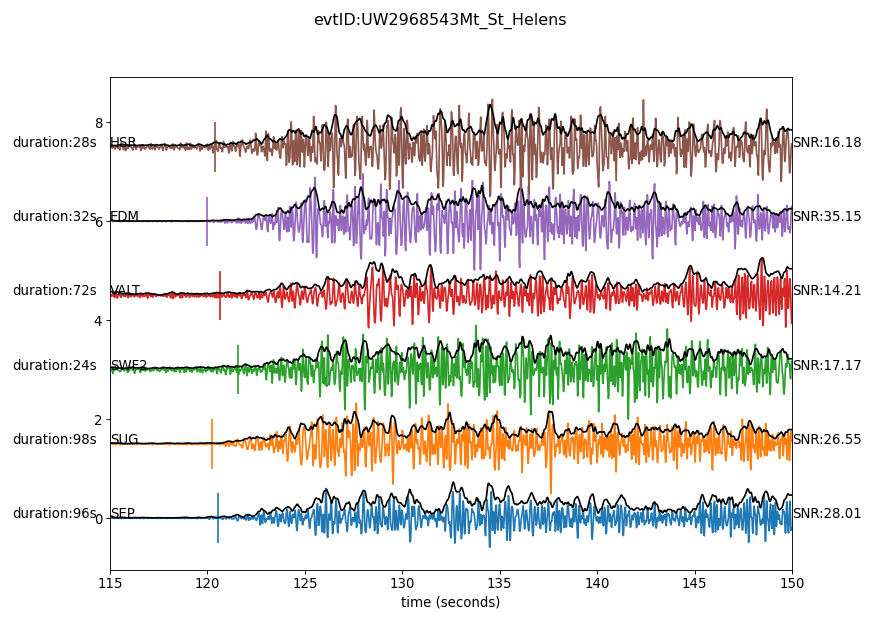 evtID:UW2968543Mt_St_Helens
8
duration:28s HSR SNR:16.18
duration:32s EDM SNR:35.15
6
duration:72s VALT SNR:14.21
4
duration:24s SWF2 SNR:17.17
2
duration:98s SUG SNR:26.55
duration:96s SEP SNR:28.01
0
115 120 125 130 135 140 145 150
time (seconds)